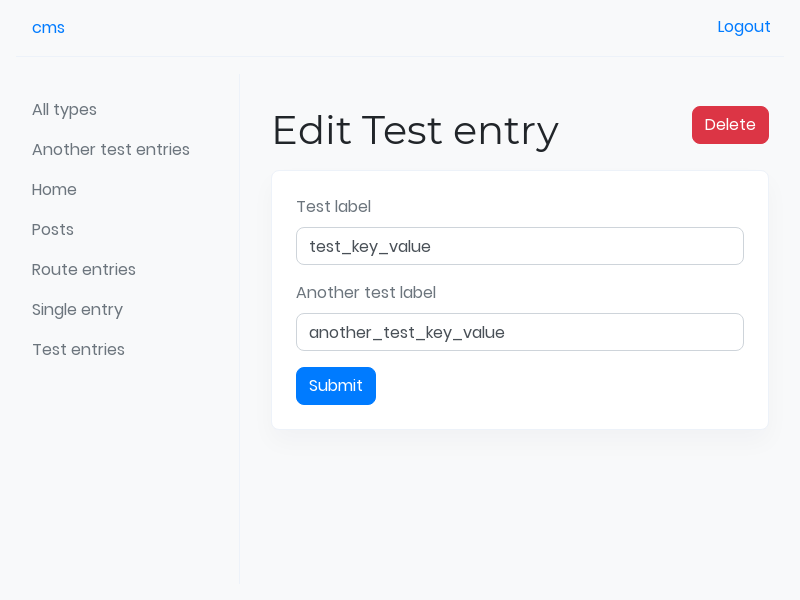 cms
Logout
All types
Another test entries
Home
Posts
Route entries
Single entry
Test entries
Edit Test entry
Delete
Test label
test_key_value
Another test label
another_test_key_value
Submit